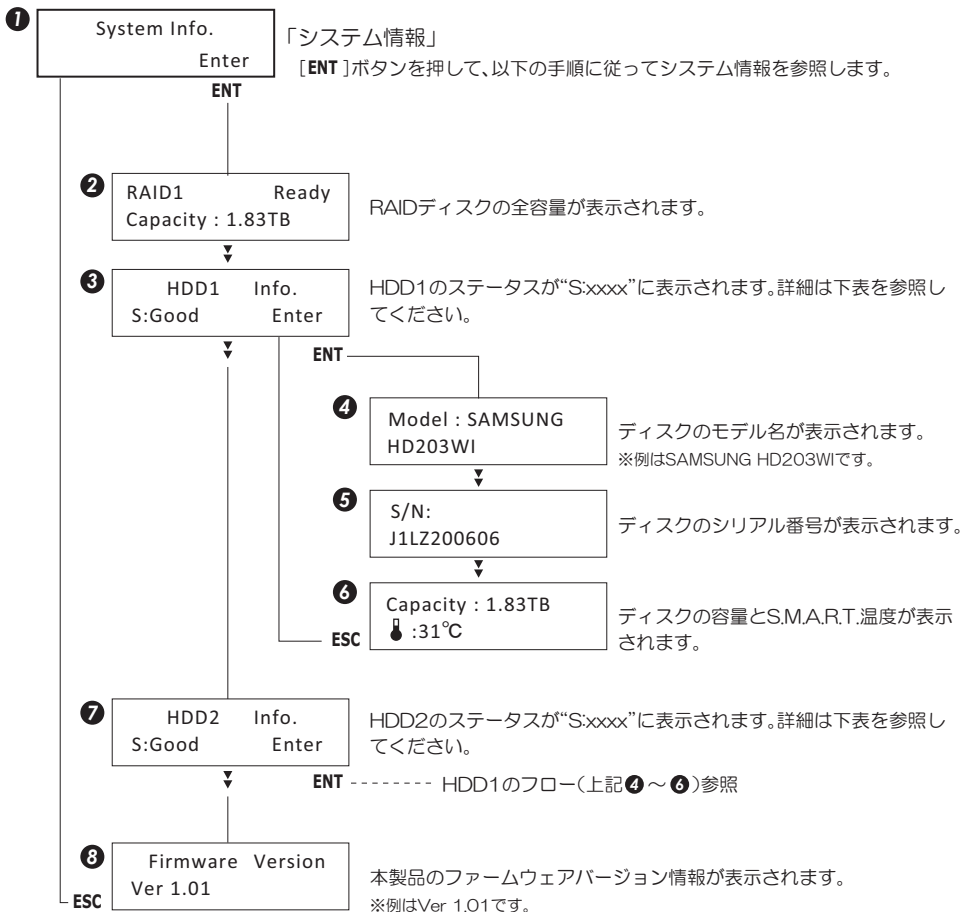 ❶
System Info.
Enter
「システム情報」
[ENT]ボタンを押して、以下の手順に従ってシステム情報を参照します。
ENT
❷
RAID1 Ready
Capacity : 1.83TB
RAIDディスクの全容量が表示されます。
❸
HDD1 Info.
S:Good Enter
HDD1のステータスが“S:xxxx”に表示されます。詳細は下表を参照し
てください。
ENT
❹
Model : SAMSUNG
HD203WI
ディスクのモデル名が表示されます。
※例はSAMSUNG HD203WIです。
❺
S/N:
J1LZ200606
ディスクのシリアル番号が表示されます。
❻
Capacity : 1.83TB
:31℃
ESC
ディスクの容量とS.M.A.R.T.温度が表示
されます。
❼
HDD2 Info.
S:Good Enter
HDD2のステータスが“S:xxxx”に表示されます。詳細は下表を参照し
てください。
ENT -------- HDD1のフロー(上記❹～❻)参照
❽
Firmware Version
Ver 1.01
ESC
本製品のファームウェアバージョン情報が表示されます。
※例はVer 1.01です。